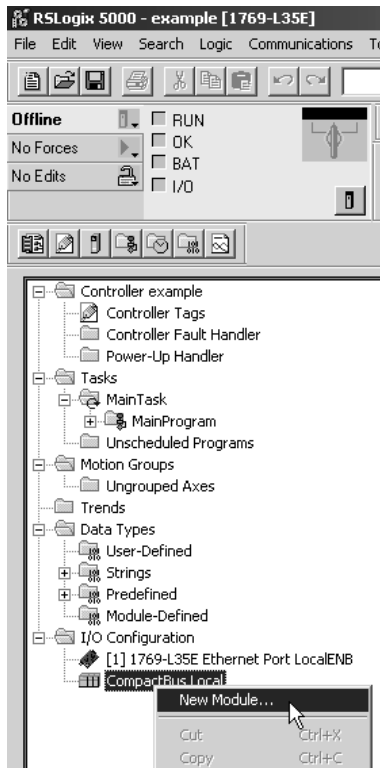 RSLogix 5000 - example [1769-L35E]
File Edit View Search Logic Communications
Offline
RUN
No Forces
OK
BAT
No Edits
I/O
Controller example
Controller Tags
Controller Fault Handler
Power-Up Handler
Tasks
MainTask
MainProgram
Unscheduled Programs
Motion Groups
Ungrouped Axes
Trends
Data Types
User-Defined
Strings
Predefined
Module-Defined
I/O Configuration
[1] 1769-L35E Ethernet Port LocalENB
CompactBus Local
New Module...
Cut Ctrl+X
Copy Ctrl+C